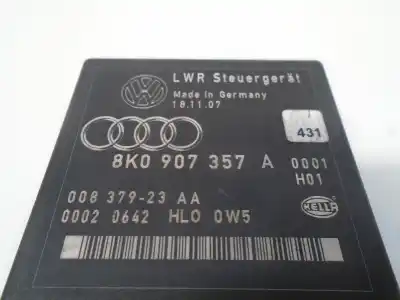 LWR Steuergerät
Made in Germany
18.11.07
431
8K0 907 357 A 0001
H01
008 379-23 AA
0002 0642 HLO 0W5
HELLA